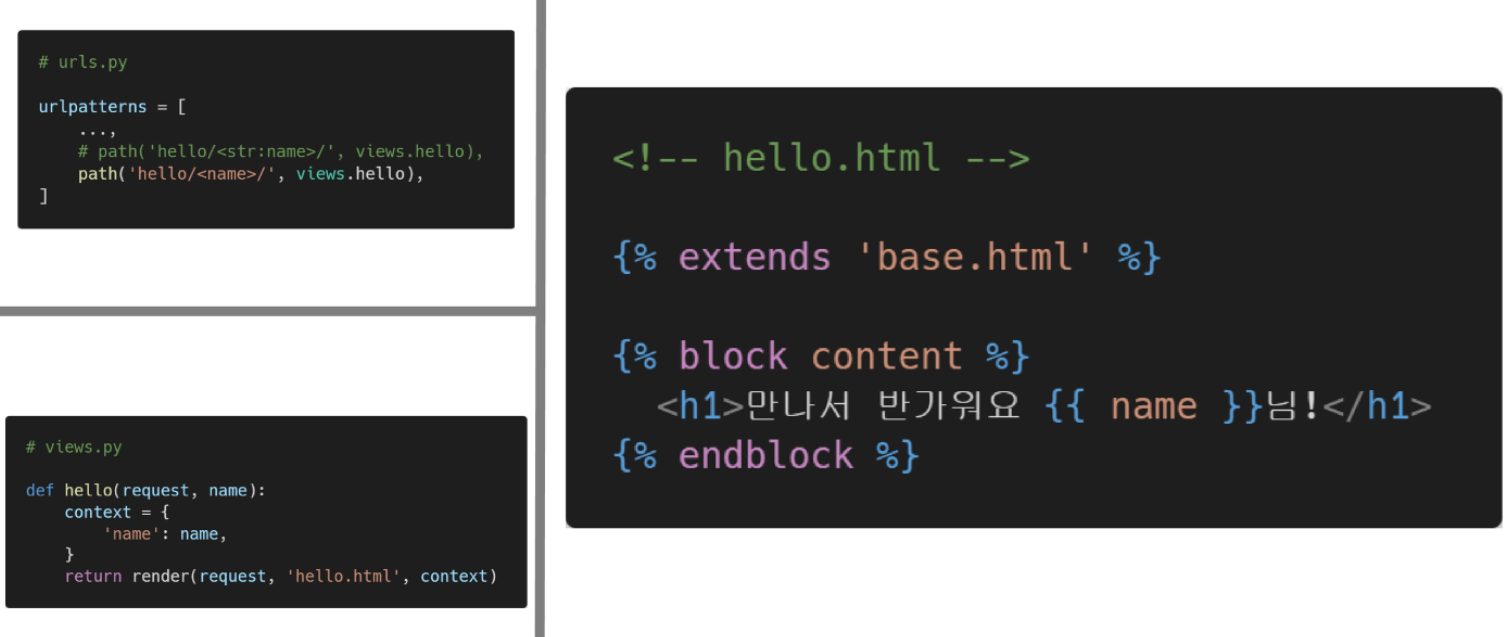 # urls.py
urlpatterns = [
    ...,
    # path('hello/<str:name>/', views.hello),
    path('hello/<name>/', views.hello),
]
# views.py
def hello(request, name):
    context = {
        'name': name,
    }
    return render(request, 'hello.html', context)
<!-- hello.html -->
{% extends 'base.html' %}
{% block content %}
  <h1>만나서 반가워요 {{ name }}님!</h1>
{% endblock %}